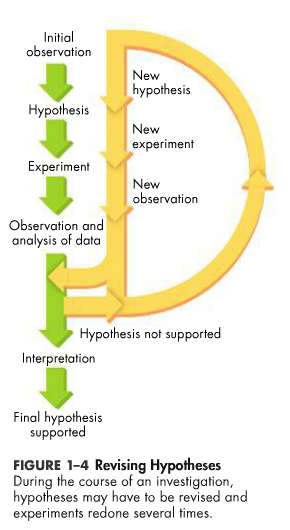 Initial
observation
New
hypothesis
Hypothesis
New
experiment
Experiment
New
observation
Observation and
analysis of data
Hypothesis not supported
Interpretation
Final hypothesis
supported
FIGURE 1–4 Revising Hypotheses
During the course of an investigation,
hypotheses may have to be revised and
experiments redone several times.